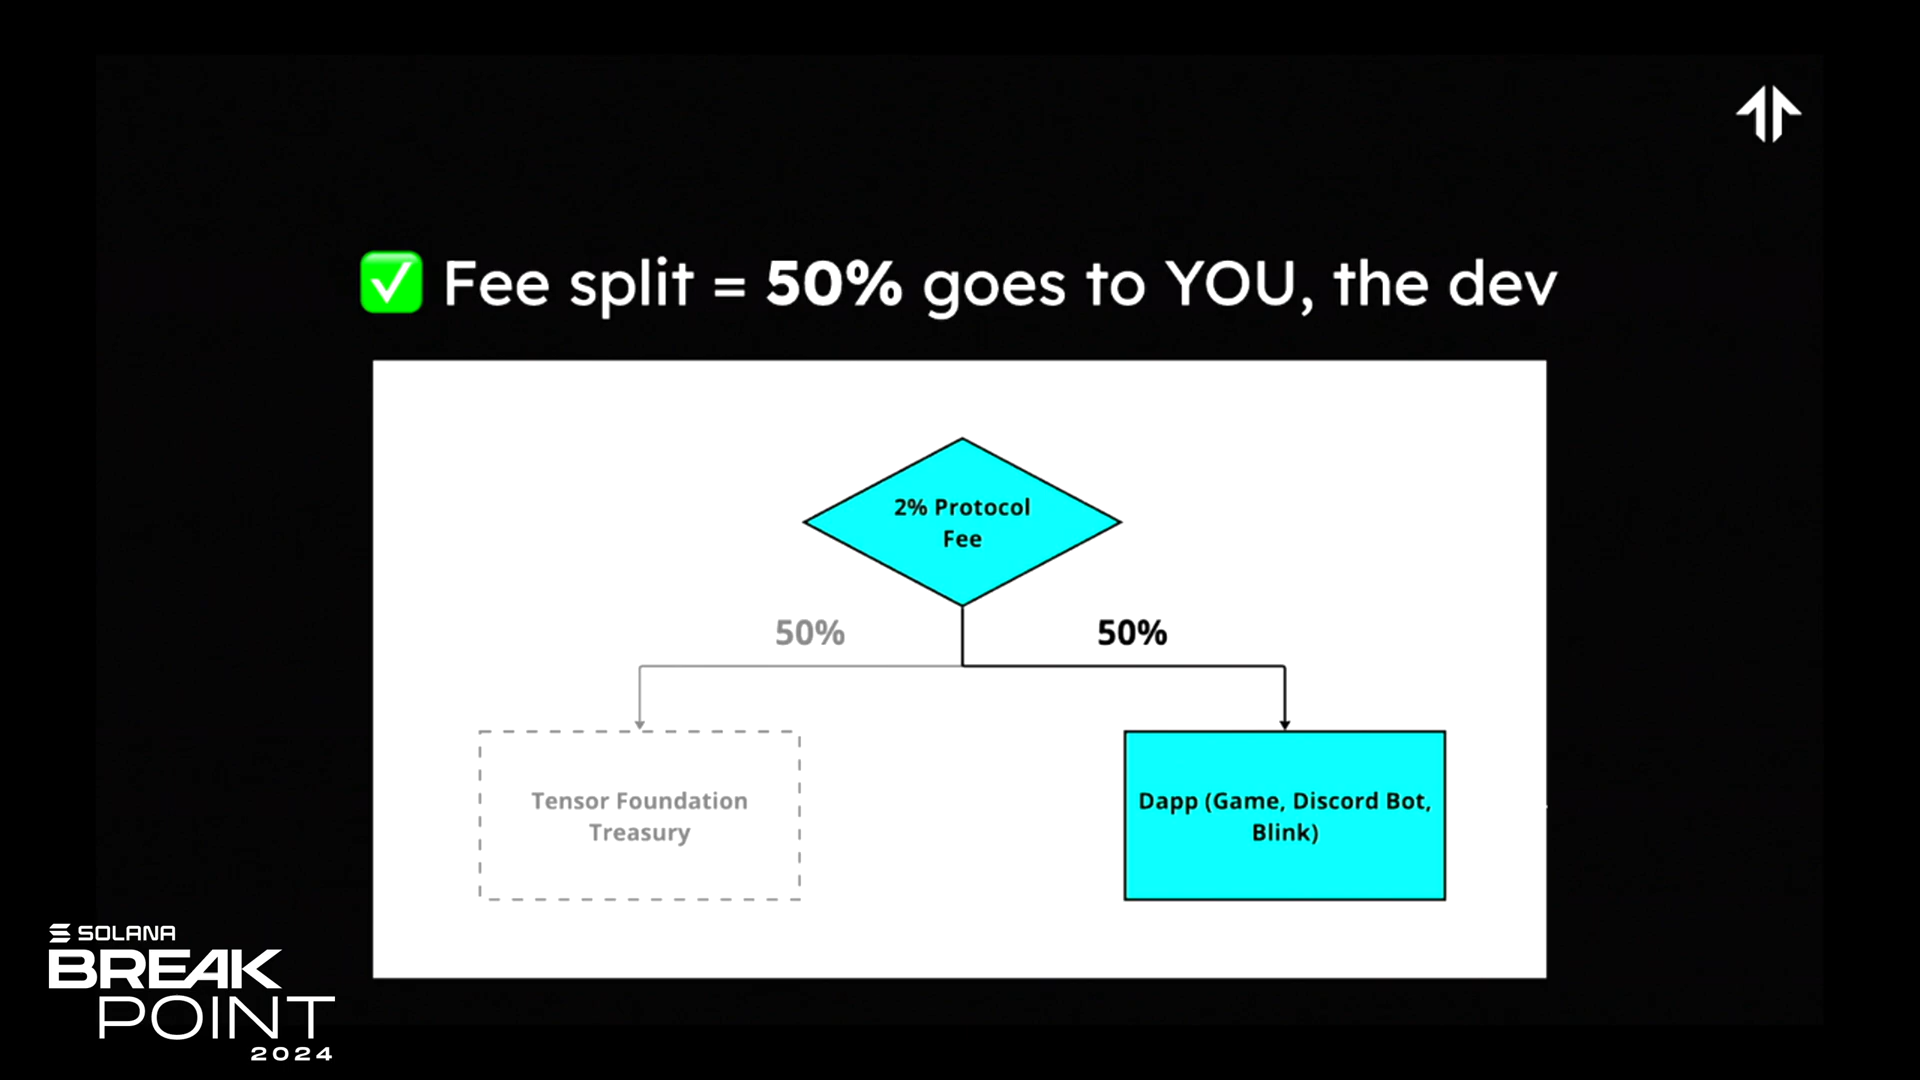 ✅ Fee split = 50% goes to YOU, the dev
2% Protocol
Fee
50%
50%
Tensor Foundation
Treasury
Dapp (Game, Discord Bot,
Blink)
SOLANA
BREAK
POINT
2024